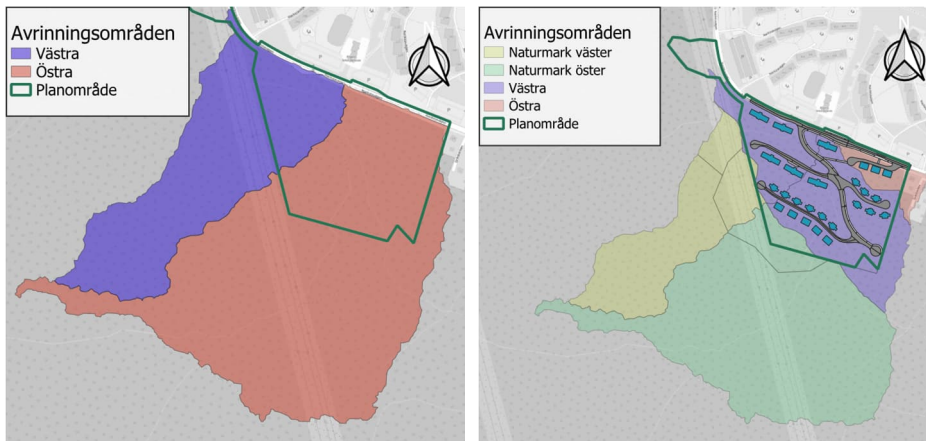 Avrinningsområden
Västra
Östra
Planområde
N
Avrinningsområden
Naturmark väster
Naturmark öster
Västra
Östra
Planområde
N